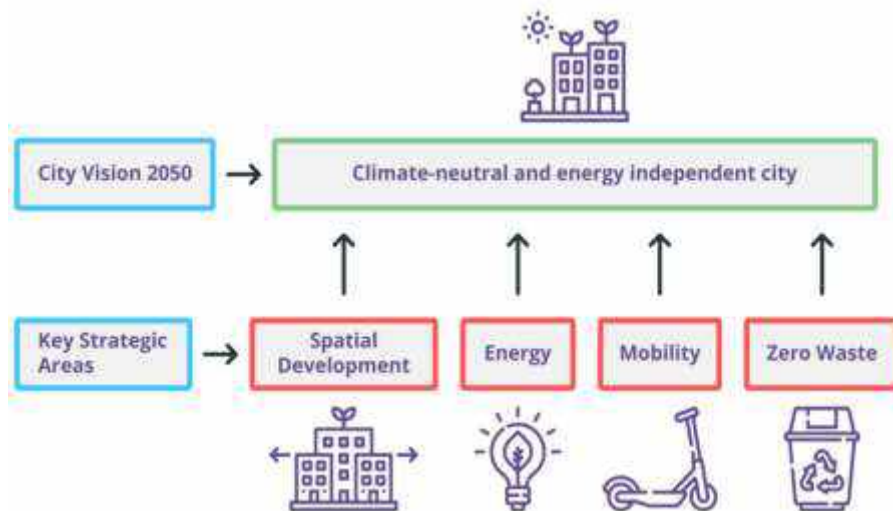 City Vision 2050
Climate-neutral and energy independent city
Key Strategic
Areas
Spatial
Development
Energy
Mobility
Zero Waste